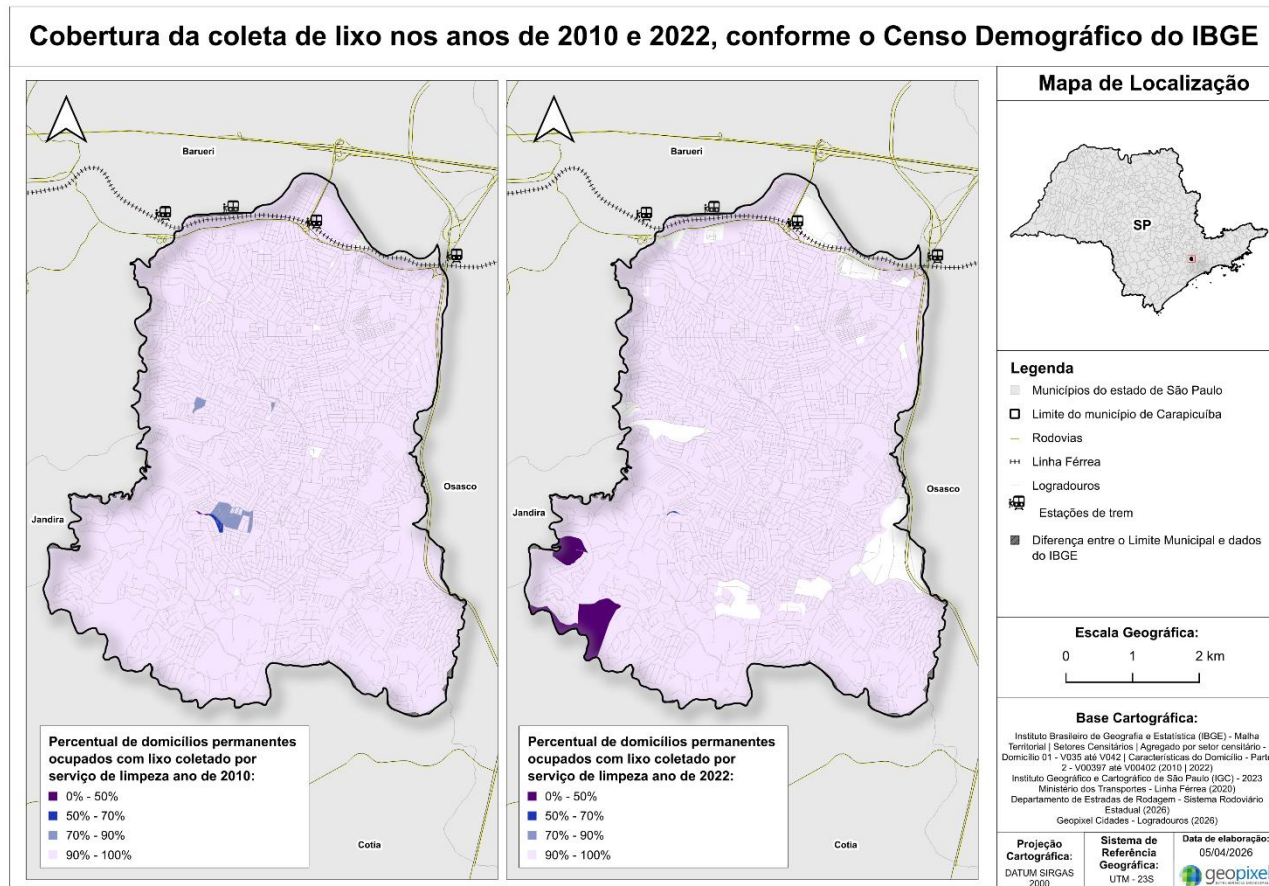 Cobertura da coleta de lixo nos anos de 2010 e 2022, conforme o Censo Demográfico do IBGE
Barueri
Jandira
Osasco
Cotia
Percentual de domicílios permanentes
ocupados com lixo coletado por
serviço de limpeza ano de 2010:
0% - 50%
50% - 70%
70% - 90%
90% - 100%
Barueri
Jandira
Osasco
Cotia
Percentual de domicílios permanentes
ocupados com lixo coletado por
serviço de limpeza ano de 2022:
0% - 50%
50% - 70%
70% - 90%
90% - 100%
Mapa de Localização
SP
Legenda
Municípios do estado de São Paulo
Limite do município de Carapicuíba
Rodovias
Linha Férrea
Logradouros
Estações de trem
Diferença entre o Limite Municipal e dados
do IBGE
Escala Geográfica:
0 1 2 km
Base Cartográfica:
Instituto Brasileiro de Geografia e Estatística (IBGE) - Malha
Territorial | Setores Censitários | Agregado por setor censitário -
Domicílio 01 - V035 até V042 | Características do Domicílio - Parte
2 - V00397 até V00402 (2010 | 2022)
Instituto Geográfico e Cartográfico de São Paulo (IGC) - 2023
Ministério dos Transportes - Linha Férrea (2020)
Departamento de Estradas de Rodagem - Sistema Rodoviário
Estadual (2026)
Geopixel Cidades - Logradouros (2026)
Projeção
Cartográfica:
DATUM SIRGAS
2000
Sistema de
Referência
Geográfica:
UTM - 23S
Data de elaboração:
05/04/2026
geopixel